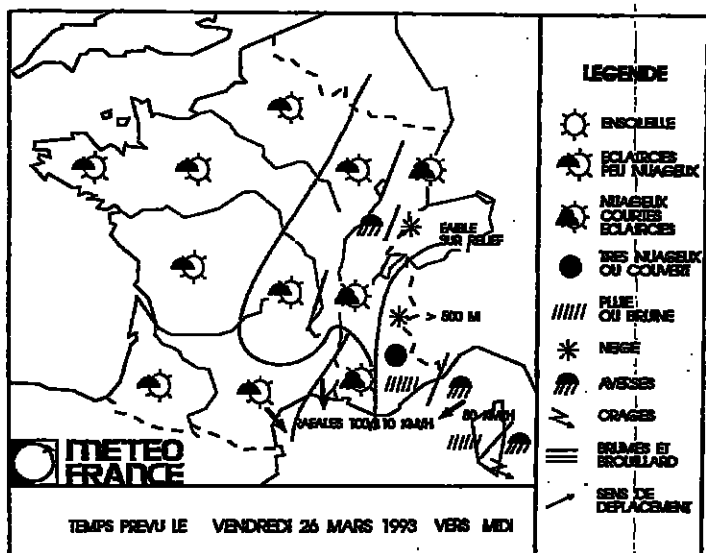 FAIBLE
SUR RELIEF
> 500 M
RAFALES 100/110 KM/H
80 KM/H
METEO
FRANCE
TEMPS PREVU LE VENDREDI 26 MARS 1993 VERS MIDI
LEGENDE
ENSOLEILLE
ECLAIRCIES
PEU NUAGEUX
NUAGEUX
COURTES
ECLAIRCIES
TRES NUAGEUX
OU COUVERT
PLUIE
OU BRUINE
NEIGE
AVERSES
ORAGES
BRUMES ET
BROUILLARD
SENS DE
DEPLACEMENT